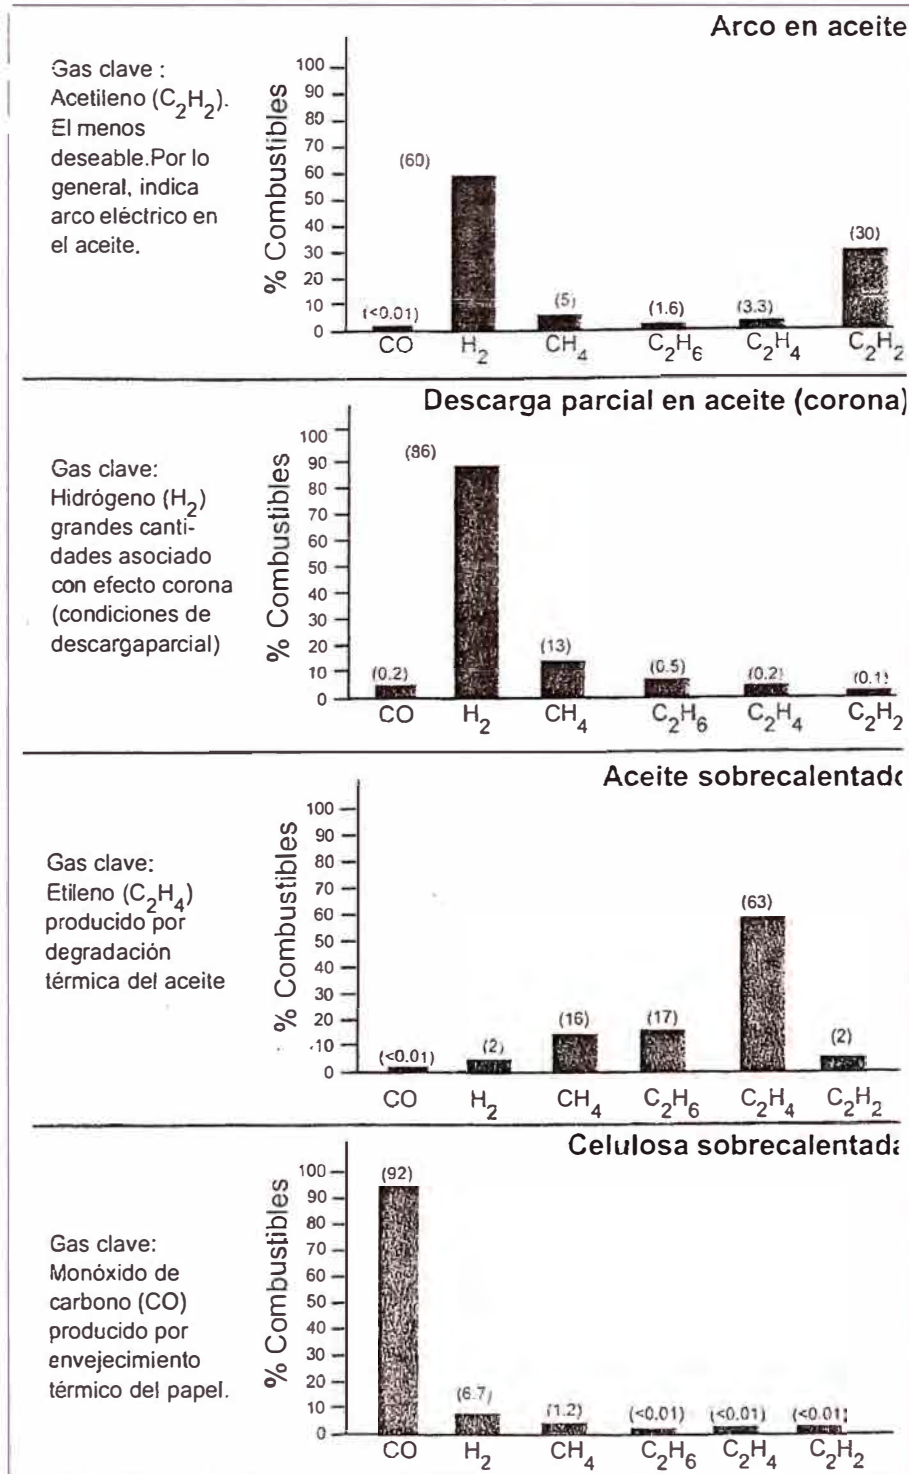 Arco en aceite
Gas clave :
Acetileno (C₂H₂).
El menos
deseable.Por lo
general, indica
arco eléctrico en
el aceite.
% Combustibles
100
90
80
70
60
50
40
30
20
10
0
(<0.01)
(60)
(5)
(1.6)
(3.3)
(30)
CO H₂ CH₄ C₂H₆ C₂H₄ C₂H₂
Descarga parcial en aceite (corona)
Gas clave:
Hidrógeno (H₂)
grandes canti-
dades asociado
con efecto corona
(condiciones de
descargaparcial)
% Combustibles
100
90
80
70
60
50
40
30
20
10
0
(0.2)
(86)
(13)
(0.5)
(0.2)
(0.1)
CO H₂ CH₄ C₂H₆ C₂H₄ C₂H₂
Aceite sobrecalentado
Gas clave:
Etileno (C₂H₄)
producido por
degradación
térmica del aceite
% Combustibles
100
90
80
70
60
50
40
30
20
10
0
(<0.01)
(2)
(16)
(17)
(63)
(2)
CO H₂ CH₄ C₂H₆ C₂H₄ C₂H₂
Celulosa sobrecalentada
Gas clave:
Monóxido de
carbono (CO)
producido por
envejecimiento
térmico del papel.
% Combustibles
100
90
80
70
60
50
40
30
20
10
0
(92)
(6.7)
(1.2)
(<0.01)
(<0.01)
(<0.01)
CO H₂ CH₄ C₂H₆ C₂H₄ C₂H₂